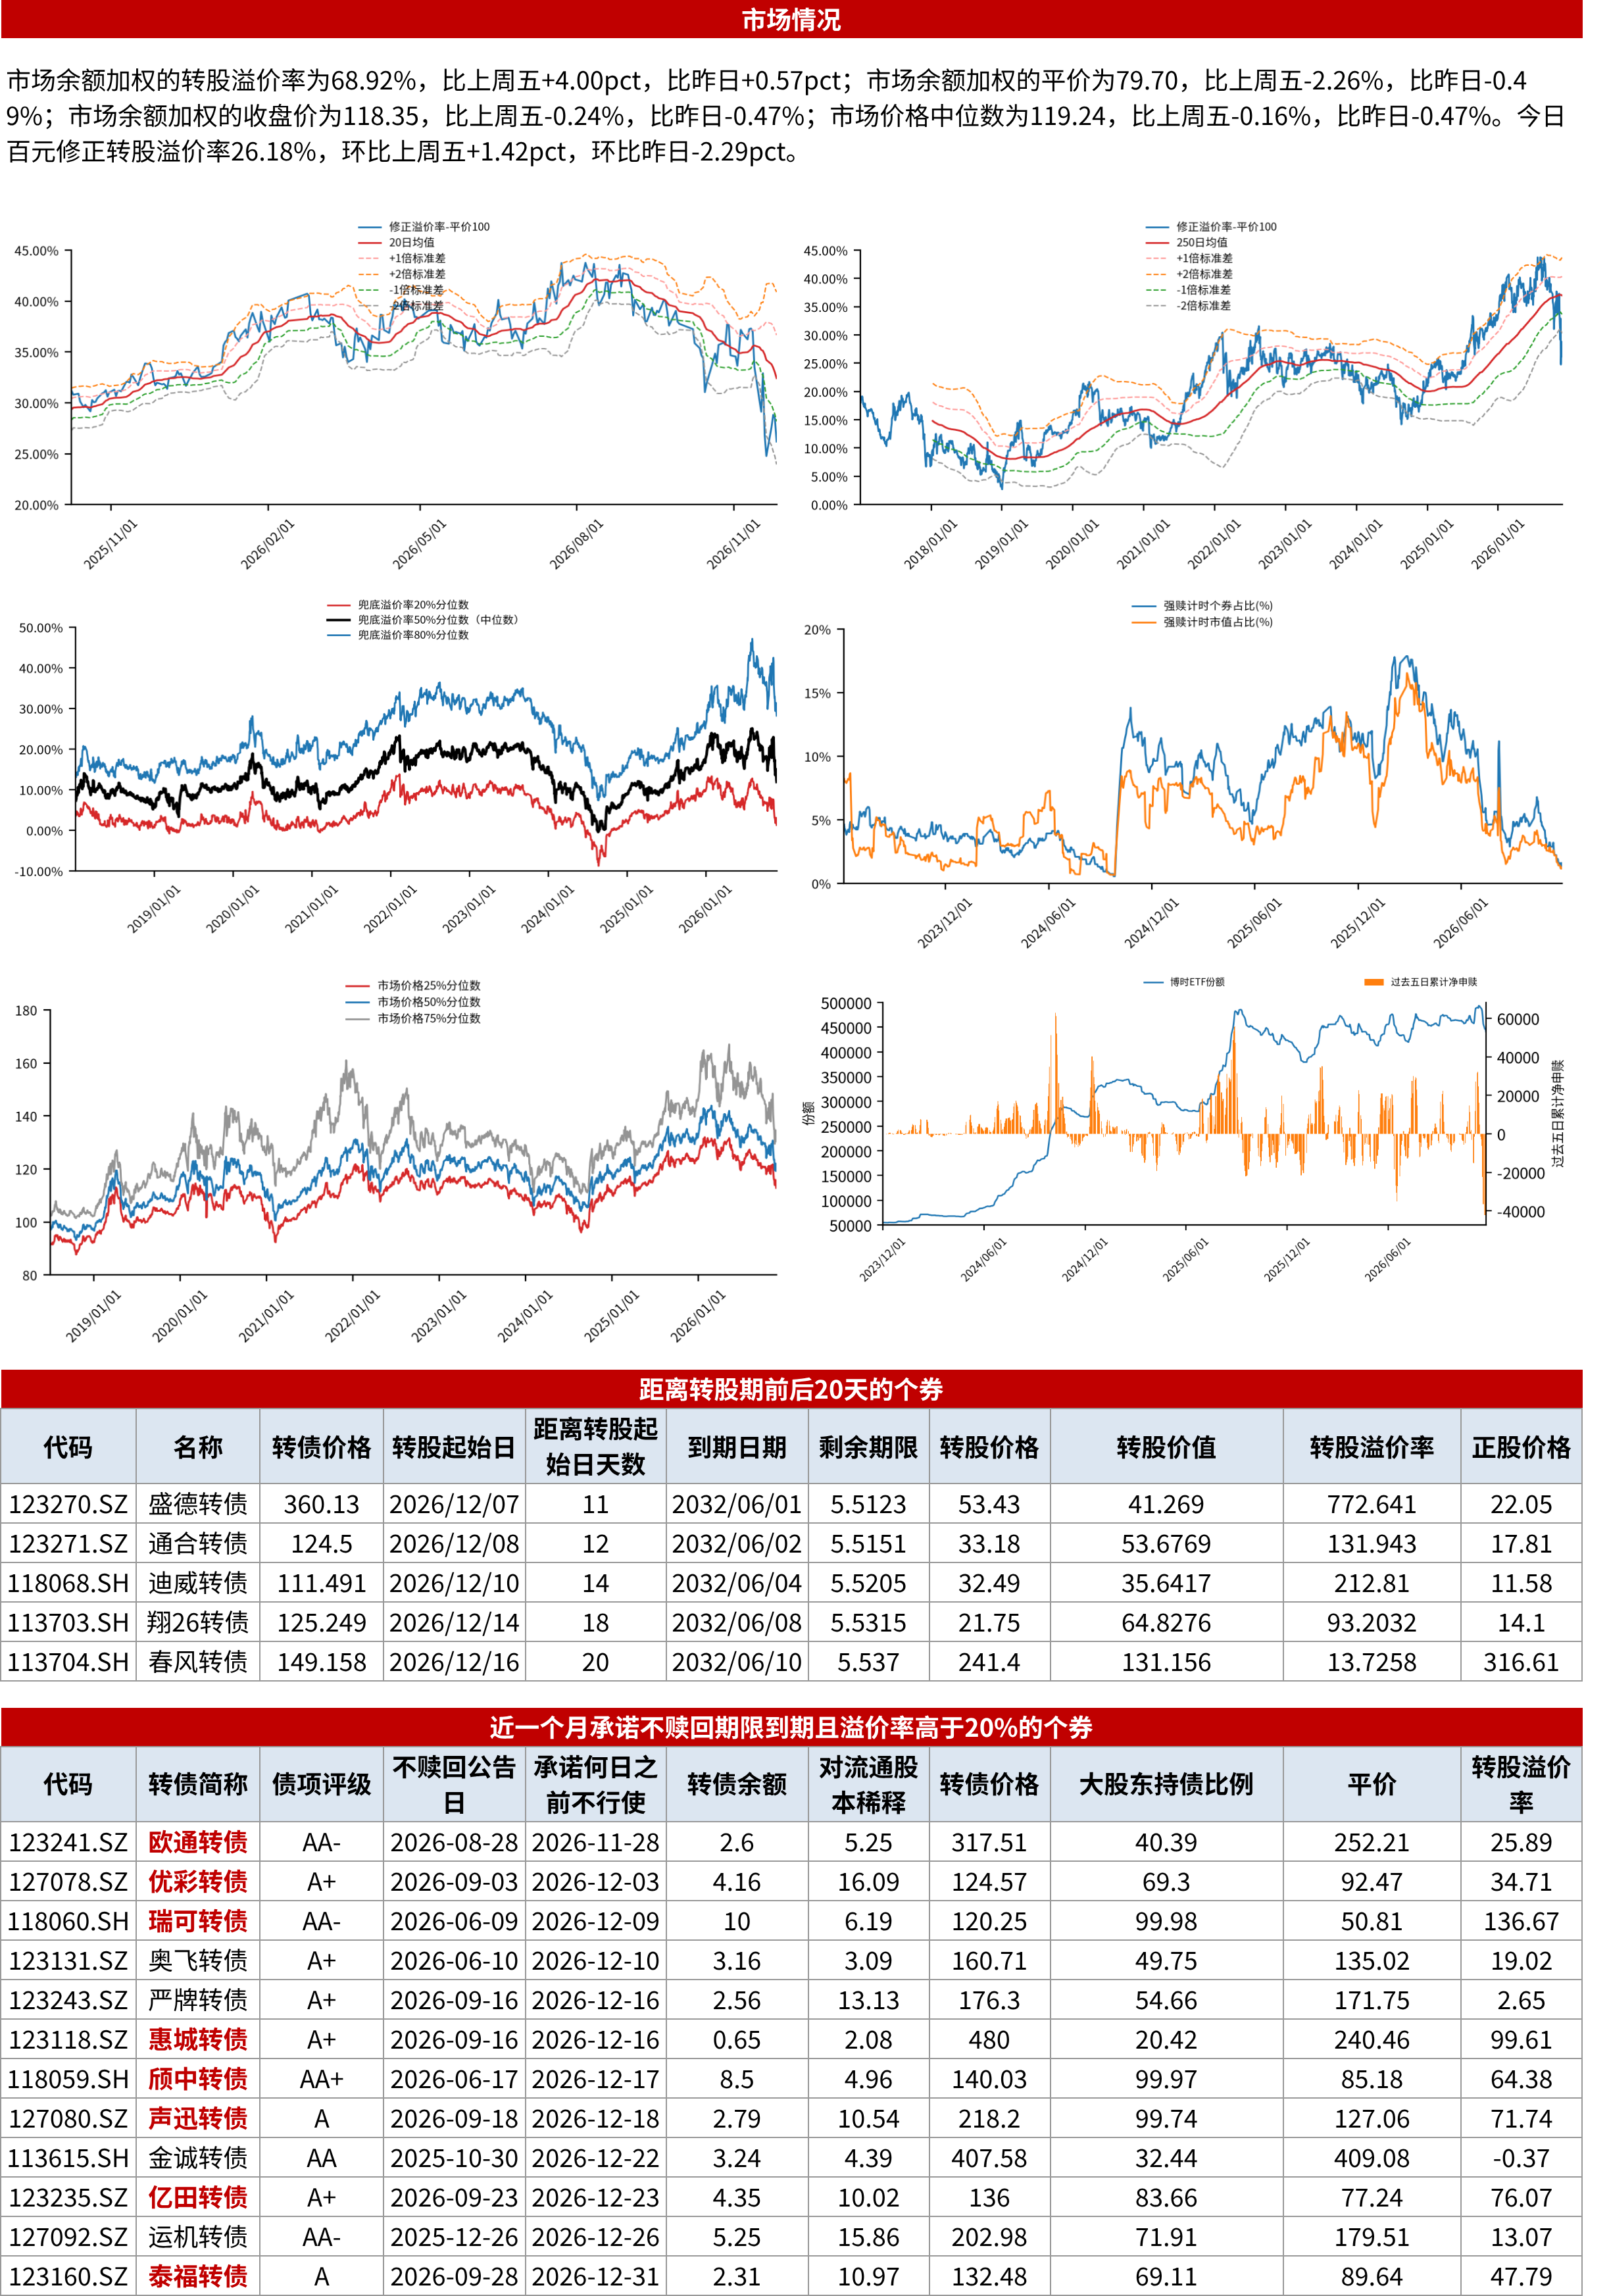 市场情况
市场余额加权的转股溢价率为68.92%，比上周五+4.00pct，比昨日+0.57pct；市场余额加权的平价为79.70，比上周五-2.26%，比昨日-0.4
9%；市场余额加权的收盘价为118.35，比上周五-0.24%，比昨日-0.47%；市场价格中位数为119.24，比上周五-0.16%，比昨日-0.47%。今日
百元修正转股溢价率26.18%，环比上周五+1.42pct，环比昨日-2.29pct。
修正溢价率-平价100
20日均值
+1倍标准差
+2倍标准差
-1倍标准差
-2倍标准差
45.00%
40.00%
35.00%
30.00%
25.00%
20.00%
2025/11/01
2026/02/01
2026/05/01
2026/08/01
2026/11/01
修正溢价率-平价100
250日均值
+1倍标准差
+2倍标准差
-1倍标准差
-2倍标准差
45.00%
40.00%
35.00%
30.00%
25.00%
20.00%
15.00%
10.00%
5.00%
0.00%
2018/01/01
2019/01/01
2020/01/01
2021/01/01
2022/01/01
2023/01/01
2024/01/01
2025/01/01
2026/01/01
兜底溢价率20%分位数
兜底溢价率50%分位数（中位数）
兜底溢价率80%分位数
50.00%
40.00%
30.00%
20.00%
10.00%
0.00%
-10.00%
2019/01/01
2020/01/01
2021/01/01
2022/01/01
2023/01/01
2024/01/01
2025/01/01
2026/01/01
强赎计时个券占比(%)
强赎计时市值占比(%)
20%
15%
10%
5%
0%
2023/12/01
2024/06/01
2024/12/01
2025/06/01
2025/12/01
2026/06/01
市场价格25%分位数
市场价格50%分位数
市场价格75%分位数
180
160
140
120
100
80
2019/01/01
2020/01/01
2021/01/01
2022/01/01
2023/01/01
2024/01/01
2025/01/01
2026/01/01
博时ETF份额
过去五日累计净申赎
份额
500000
450000
400000
350000
300000
250000
200000
150000
100000
50000
60000
40000
20000
0
-20000
-40000
过去五日累计净申赎
2023/12/01
2024/06/01
2024/12/01
2025/06/01
2025/12/01
2026/06/01
距离转股期前后20天的个券
代码 名称 转债价格 转股起始日 距离转股起始日天数 到期日期 剩余期限 转股价格 转股价值 转股溢价率 正股价格
123270.SZ 盛德转债 360.13 2026/12/07 11 2032/06/01 5.5123 53.43 41.269 772.641 22.05
123271.SZ 通合转债 124.5 2026/12/08 12 2032/06/02 5.5151 33.18 53.6769 131.943 17.81
118068.SH 迪威转债 111.491 2026/12/10 14 2032/06/04 5.5205 32.49 35.6417 212.81 11.58
113703.SH 翔26转债 125.249 2026/12/14 18 2032/06/08 5.5315 21.75 64.8276 93.2032 14.1
113704.SH 春风转债 149.158 2026/12/16 20 2032/06/10 5.537 241.4 131.156 13.7258 316.61
近一个月承诺不赎回期限到期且溢价率高于20%的个券
代码 转债简称 债项评级 不赎回公告日 承诺何日之前不行使 转债余额 对流通股本稀释 转债价格 大股东持债比例 平价 转股溢价率
123241.SZ 欧通转债 AA- 2026-08-28 2026-11-28 2.6 5.25 317.51 40.39 252.21 25.89
127078.SZ 优彩转债 A+ 2026-09-03 2026-12-03 4.16 16.09 124.57 69.3 92.47 34.71
118060.SH 瑞可转债 AA- 2026-06-09 2026-12-09 10 6.19 120.25 99.98 50.81 136.67
123131.SZ 奥飞转债 A+ 2026-06-10 2026-12-10 3.16 3.09 160.71 49.75 135.02 19.02
123243.SZ 严牌转债 A+ 2026-09-16 2026-12-16 2.56 13.13 176.3 54.66 171.75 2.65
123118.SZ 惠城转债 A+ 2026-09-16 2026-12-16 0.65 2.08 480 20.42 240.46 99.61
118059.SH 颀中转债 AA+ 2026-06-17 2026-12-17 8.5 4.96 140.03 99.97 85.18 64.38
127080.SZ 声迅转债 A 2026-09-18 2026-12-18 2.79 10.54 218.2 99.74 127.06 71.74
113615.SH 金诚转债 AA 2025-10-30 2026-12-22 3.24 4.39 407.58 32.44 409.08 -0.37
123235.SZ 亿田转债 A+ 2026-09-23 2026-12-23 4.35 10.02 136 83.66 77.24 76.07
127092.SZ 运机转债 AA- 2025-12-26 2026-12-26 5.25 15.86 202.98 71.91 179.51 13.07
123160.SZ 泰福转债 A 2026-09-28 2026-12-31 2.31 10.97 132.48 69.11 89.64 47.79